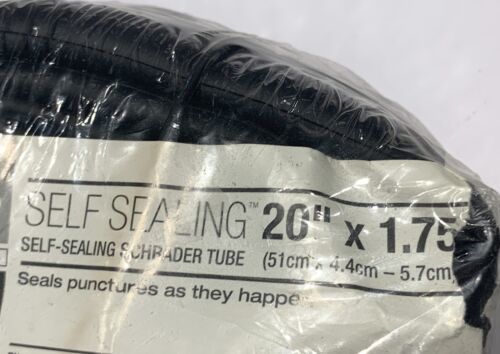 SELF SEALING™ 20" x 1.75
SELF-SEALING SCHRADER TUBE (51cm x 4.4cm – 5.7cm)
Seals punctures as they happe